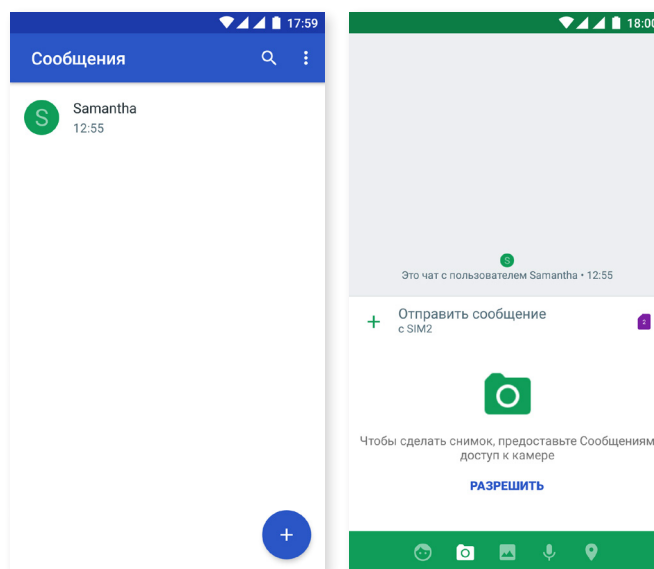 17:59
Сообщения
S
Samantha
12:55
+
18:00
S
Это чат с пользователем Samantha • 12:55
+
Отправить сообщение
с SIM2
2
Чтобы сделать снимок, предоставьте Сообщениям
доступ к камере
РАЗРЕШИТЬ